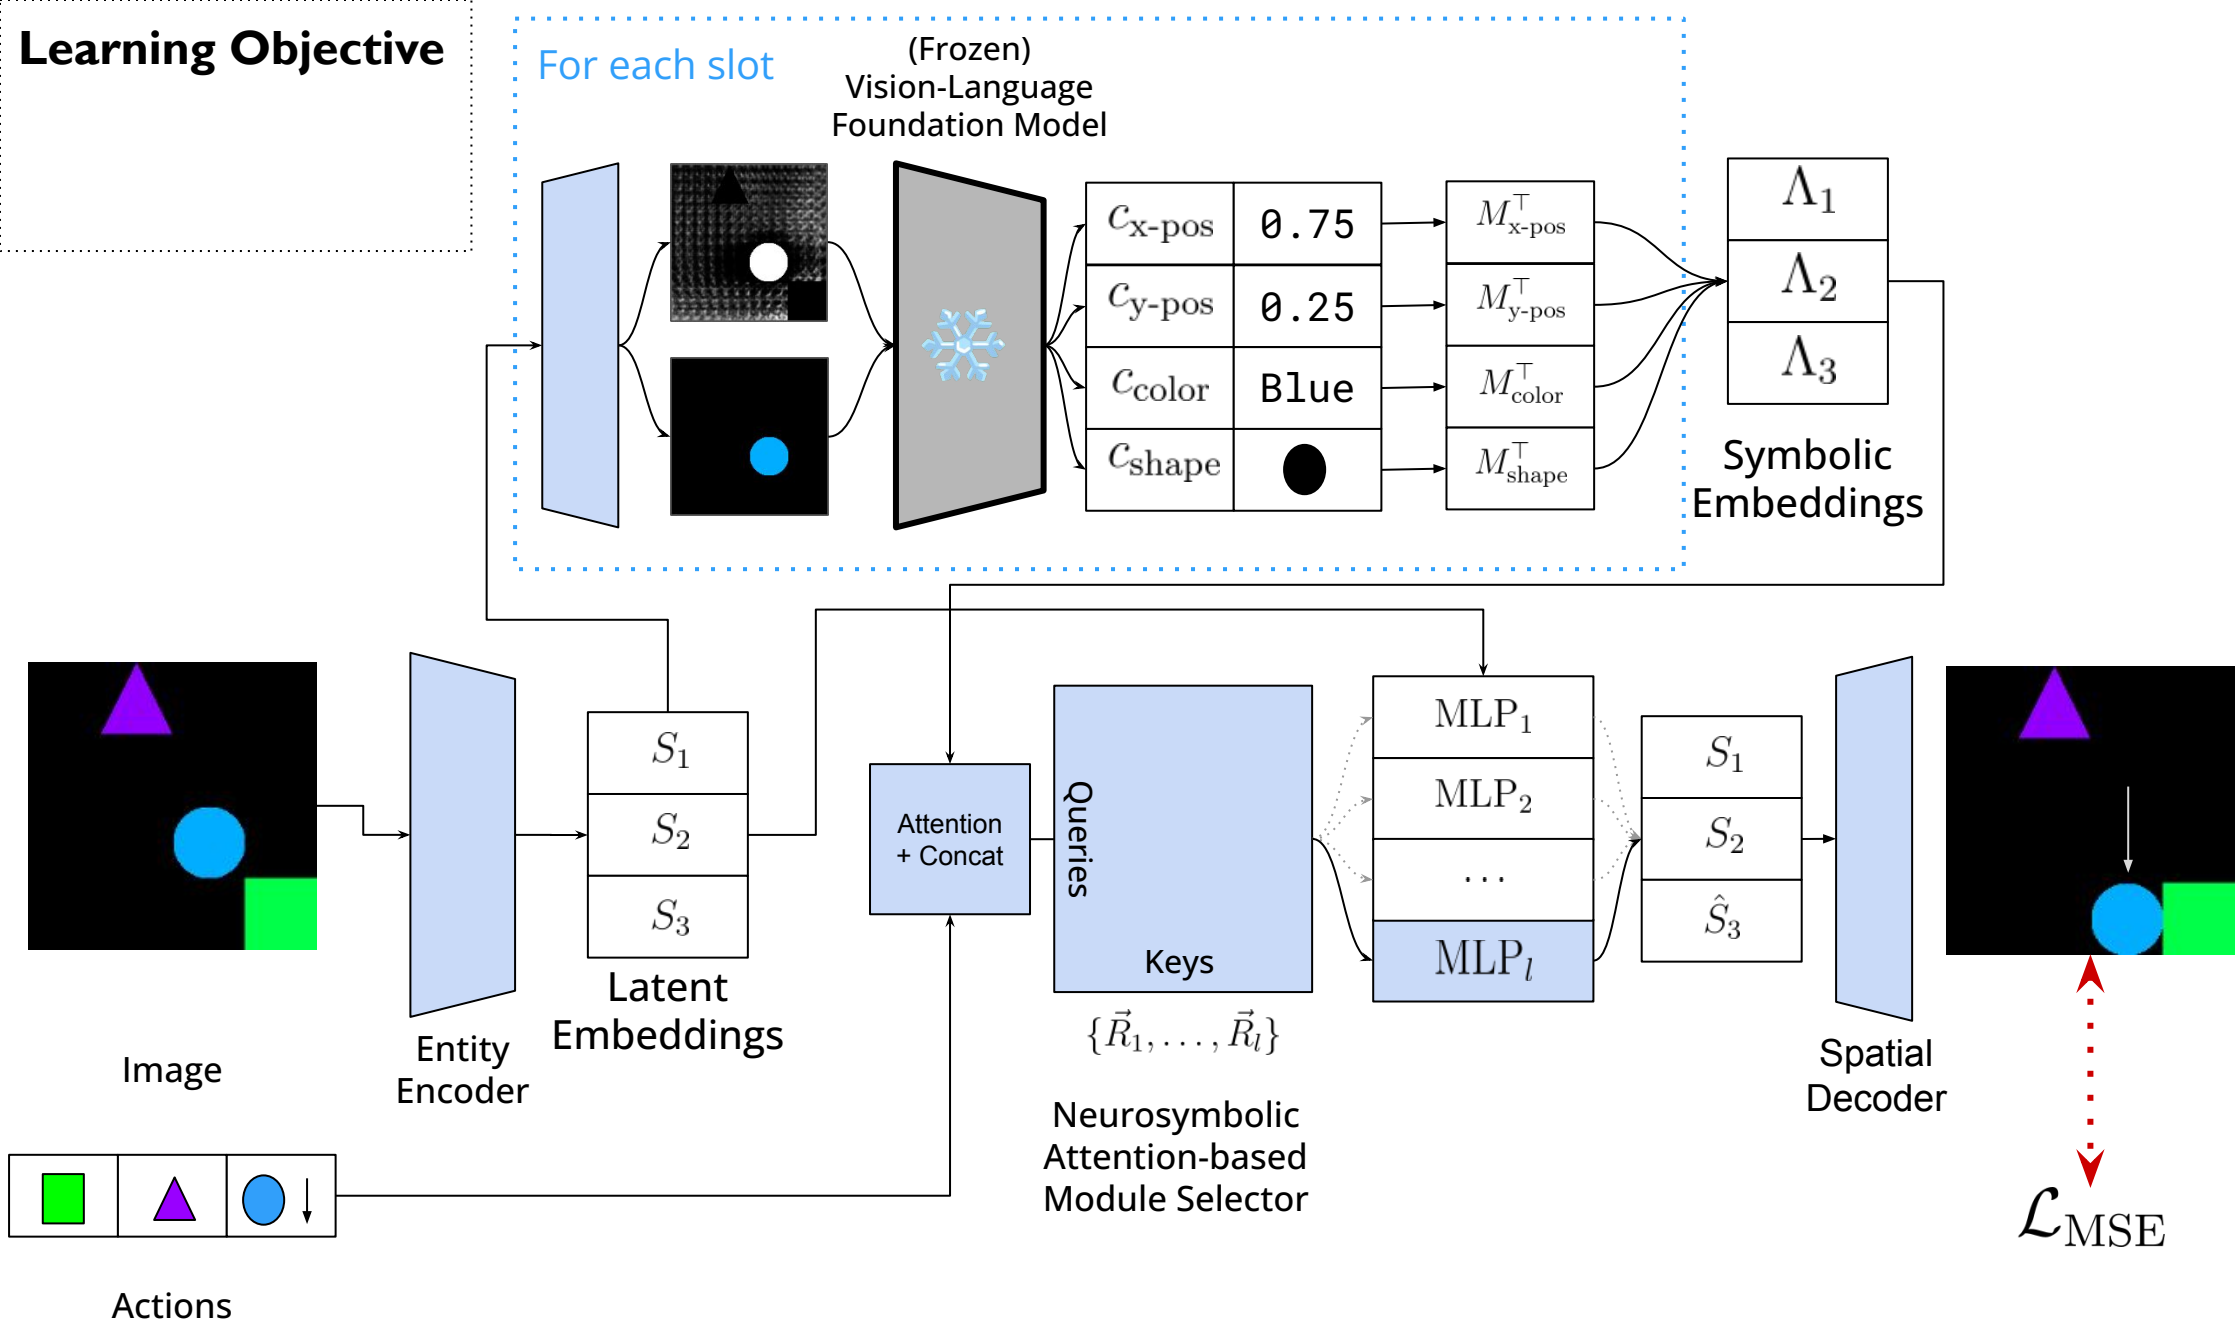 Learning Objective
For each slot
(Frozen)
Vision-Language
Foundation Model
c_x-pos 0.75 M^⊤_x-pos
c_y-pos 0.25 M^⊤_y-pos
c_color Blue M^⊤_color
c_shape M^⊤_shape
Λ_1
Λ_2
Λ_3
Symbolic
Embeddings
Image
Entity
Encoder
S_1
S_2
S_3
Latent
Embeddings
Actions
Attention
+ Concat
Queries
Keys
{R⃗_1, . . . , R⃗_l}
Neurosymbolic
Attention-based
Module Selector
MLP_1
MLP_2
. . .
MLP_l
S_1
S_2
Ŝ_3
Spatial
Decoder
ℒ_MSE